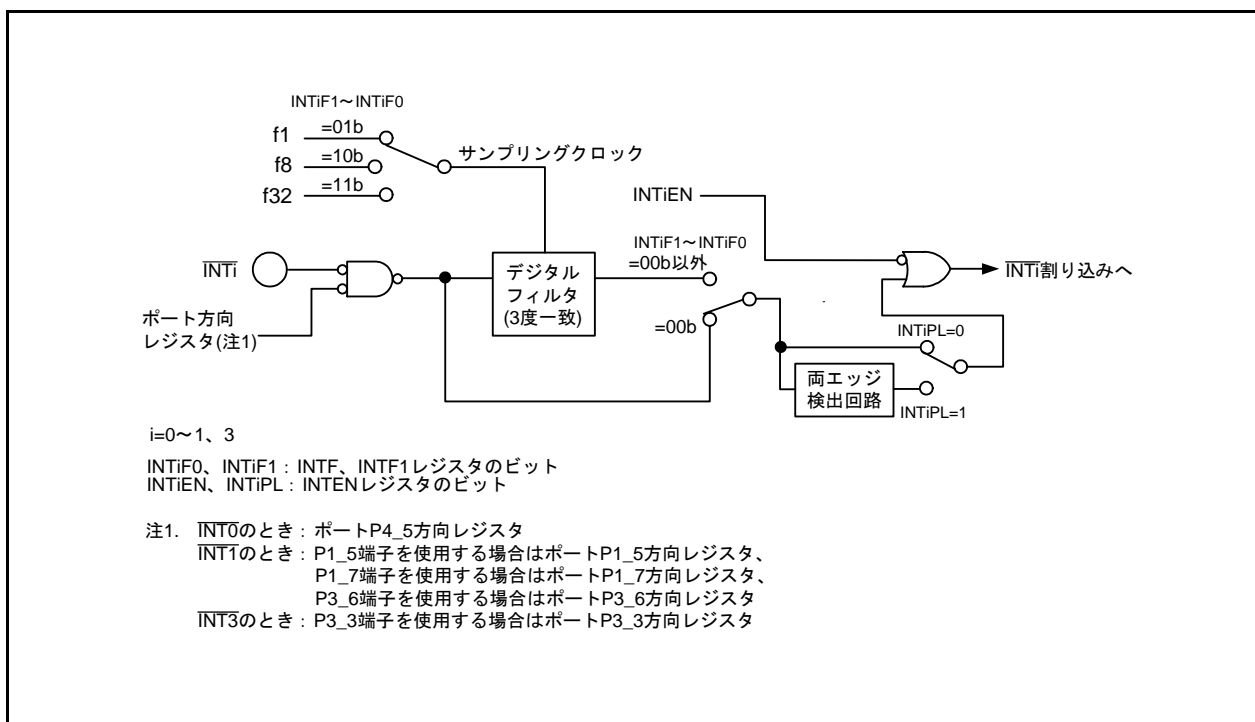 INTiF1～INTiF0
f1 =01b
f8 =10b
f32 =11b
サンプリングクロック
INTi
ポート方向
レジスタ(注1)
デジタル
フィルタ
(3度一致)
INTiEN
INTiF1～INTiF0
=00b以外
=00b
両エッジ
検出回路
INTiPL=0
INTiPL=1
INTi割り込みへ
i=0～1、3
INTiF0、INTiF1：INTF、INTF1レジスタのビット
INTiEN、INTiPL：INTENレジスタのビット
注1. INT0のとき：ポートP4_5方向レジスタ
INT1のとき：P1_5端子を使用する場合はポートP1_5方向レジスタ、
P1_7端子を使用する場合はポートP1_7方向レジスタ、
P3_6端子を使用する場合はポートP3_6方向レジスタ
INT3のとき：P3_3端子を使用する場合はポートP3_3方向レジスタ